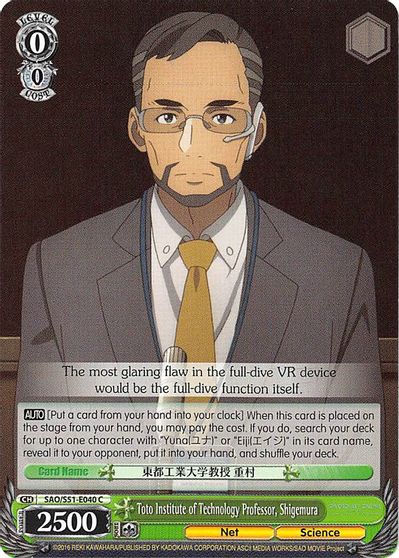 LEVEL
0
0
COST
The most glaring flaw in the full-dive VR device
would be the full-dive function itself.
AUTO [Put a card from your hand into your clock] When this card is placed on
the stage from your hand, you may pay the cost. If you do, search your deck
for up to one character with "Yuna(ユナ)" or "Eiji(エイジ)" in its card name,
reveal it to your opponent, put it into your hand, and shuffle your deck.
Card Name 東都工業大学教授 重村
CH SAO/S51-E040 C
Toto Institute of Technology Professor, Shigemura
POWER
2500
Net
Science
©2016 REKI KAWAHARA/PUBLISHED BY KADOKAWA CORPORATION ASCII MEDIA WORKS/SAO MOVIE Project